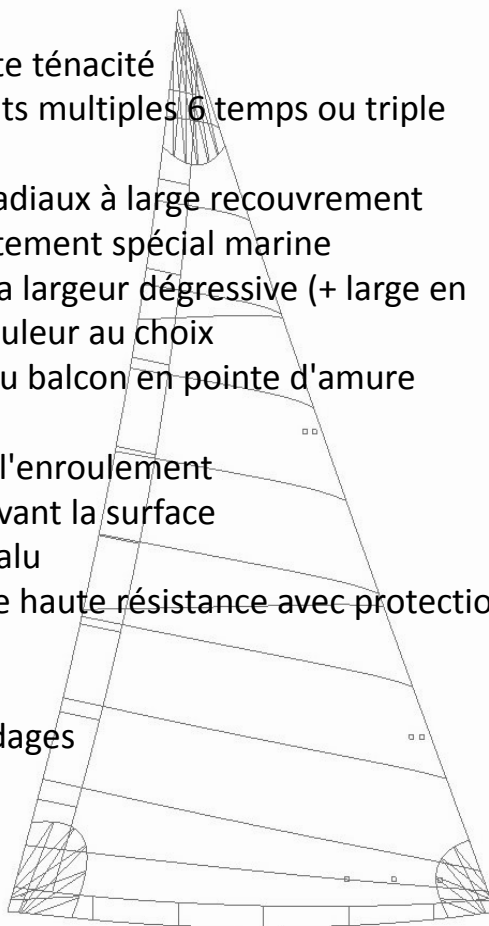 te ténacité
ts multiples 6 temps ou triple
adiaux à large recouvrement
tement spécial marine
a largeur dégressive (+ large en
uleur au choix
u balcon en pointe d'amure
l'enroulement
vant la surface
alu
e haute résistance avec protectio
dages